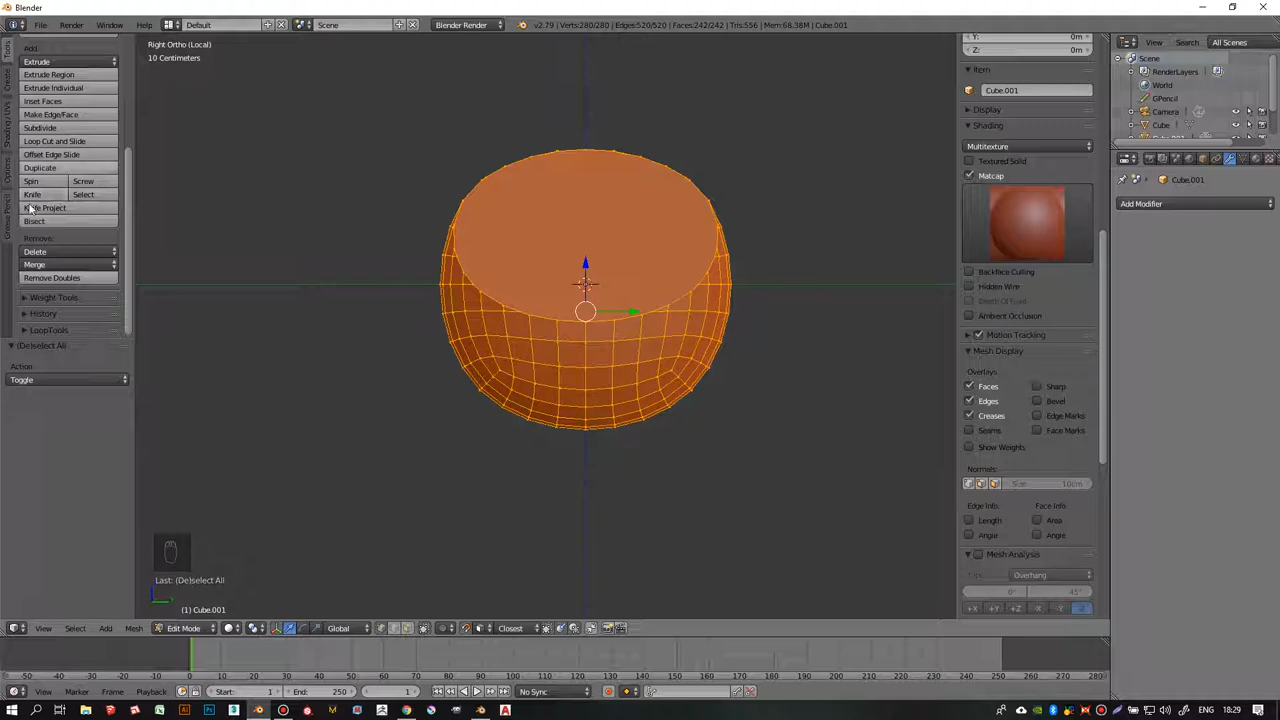 Blender
File Render Window Help Default Scene Blender Render v2.79 | Verts:280/280 | Edges:520/520 | Faces:242/242 | Tris:556 | Mem:68.38M | Cube.001
Tools
Create
Shading / UVs
Options
Grease Pencil
Add:
Extrude
Extrude Region
Extrude Individual
Inset Faces
Make Edge/Face
Subdivide
Loop Cut and Slide
Offset Edge Slide
Duplicate
Spin Screw
Knife Select
Knife Project
Bisect
Remove:
Delete
Merge
Remove Doubles
Weight Tools
History
LoopTools
(De)select All
Action
Toggle
Right Ortho (Local)
10 Centimeters
Last: (De)select All
(1) Cube.001
Y: 0m
Z: 0m
Item
Cube.001
Display
Shading
Multitexture
Textured Solid
Matcap
Backface Culling
Hidden Wire
Depth Of Field
Ambient Occlusion
Motion Tracking
Mesh Display
Overlays:
Faces Sharp
Edges Bevel
Creases Edge Marks
Seams Face Marks
Show Weights
Normals:
Size: 10cm
Edge Info: Face Info:
Length Area
Angle Angle
Mesh Analysis
Overhang
0° 45°
+X +Y +Z -X -Y -Z
View Search All Scenes
Scene
RenderLayers
World
GPencil
Camera
Cube
Cube.001
Add Modifier
View Select Add Mesh Edit Mode Global Closest
-50 -40 -30 -20 -10 0 10 20 30 40 50 60 70 80 90 100 110 120 130 140 150 160 170 180 190 200 210 220 230 240 250 260 270 280
View Marker Frame Playback Start: 1 End: 250 1 No Sync
18:29